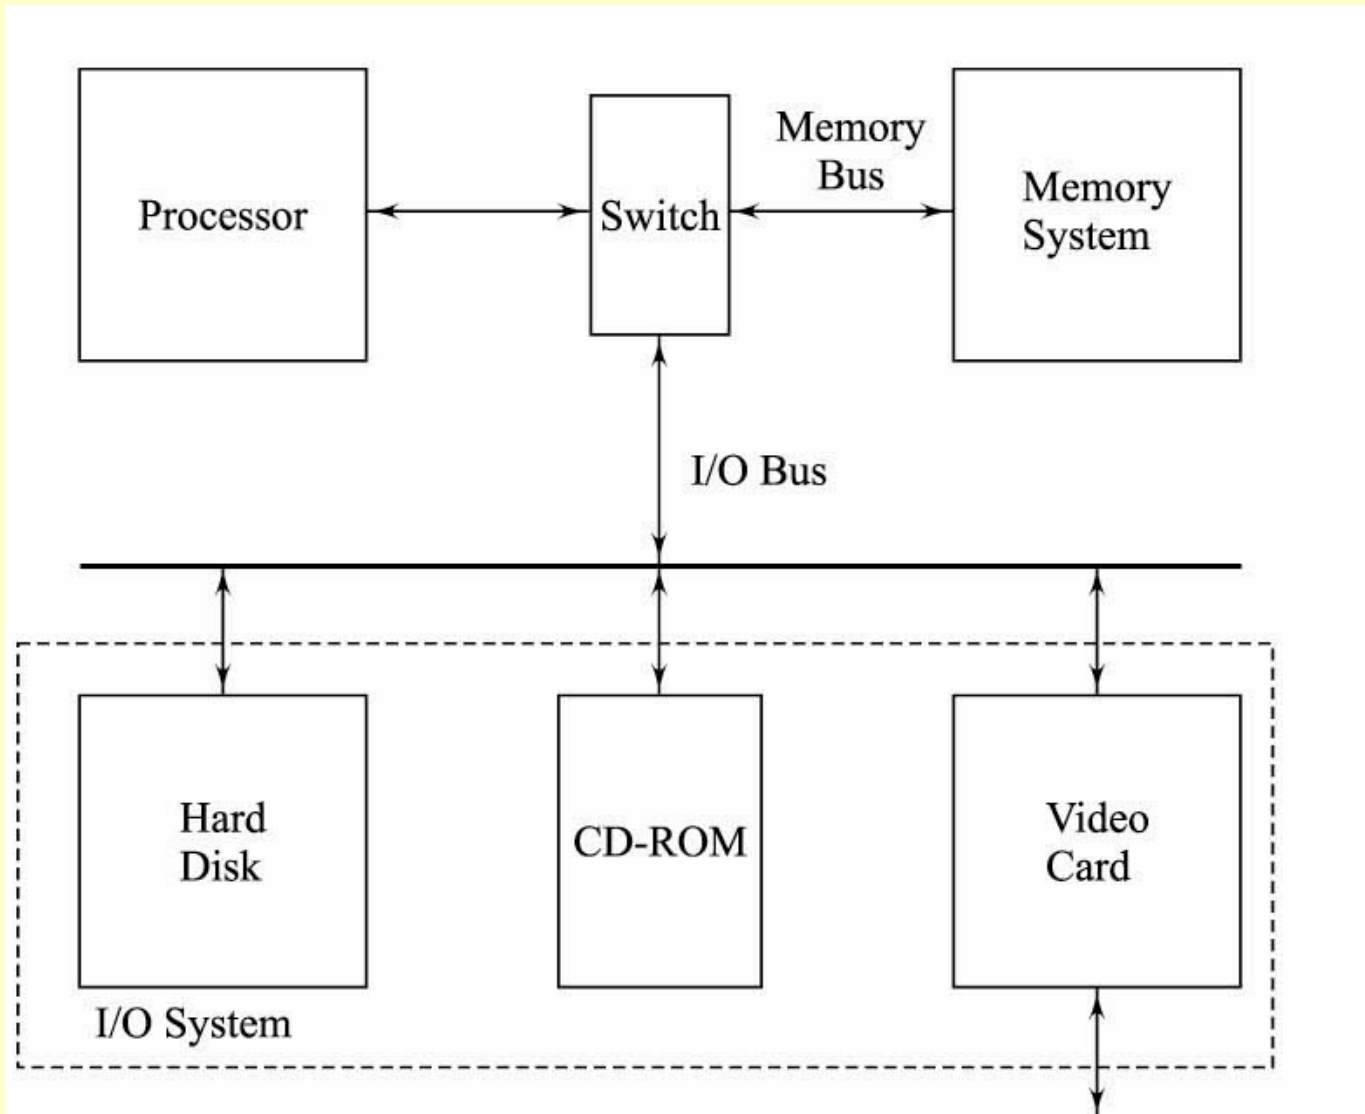 Processor
Switch
Memory
Bus
Memory
System
I/O Bus
Hard
Disk
CD-ROM
Video
Card
I/O System